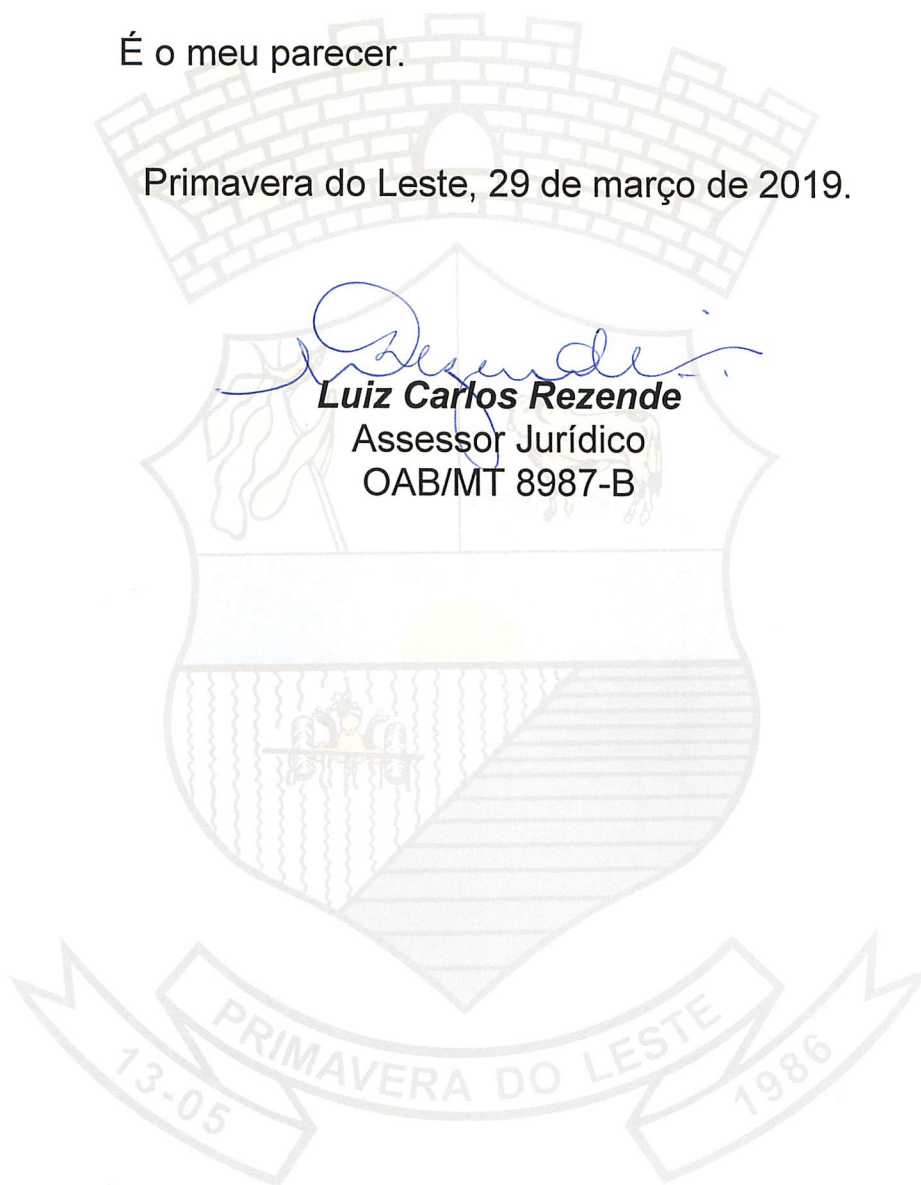 É o meu parecer.
Primavera do Leste, 29 de março de 2019.
Rezende
Luiz Carlos Rezende
Assessor Jurídico
OAB/MT 8987-B
13-05
PRIMAVERA DO LESTE
1986